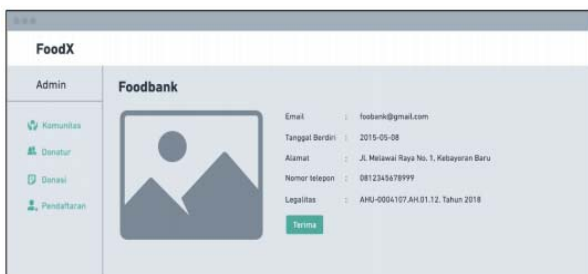 FoodX
Admin
Komunitas
Donatur
Donasi
Pendaftaran
Foodbank
Email : foobank@gmail.com
Tanggal Berdiri : 2015-05-08
Alamat : Jl. Melawai Raya No. 1, Kebayoran Baru
Nomor telepon : 0812345678999
Legalitas : AHU-0004107.AH.01.12. Tahun 2018
Terima